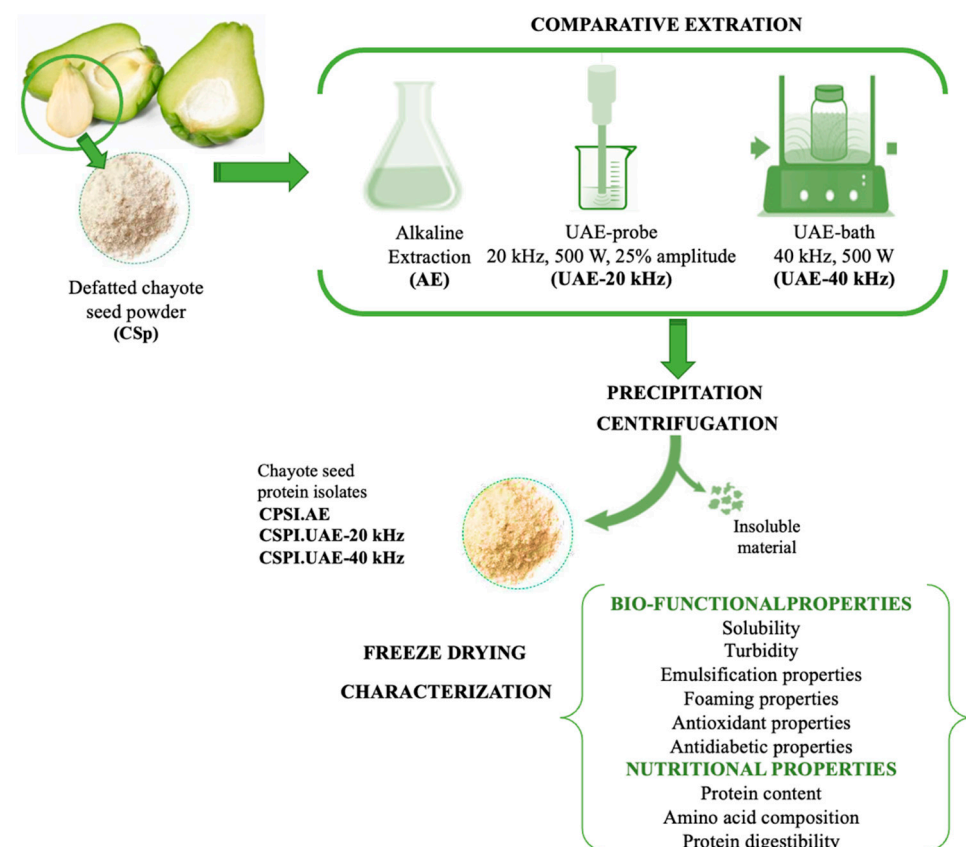 COMPARATIVE EXTRATION
Alkaline
Extraction
(AE)
UAE-probe
20 kHz, 500 W, 25% amplitude
(UAE-20 kHz)
UAE-bath
40 kHz, 500 W
(UAE-40 kHz)
Defatted chayote
seed powder
(CSp)
PRECIPITATION
CENTRIFUGATION
Chayote seed
protein isolates
CPSI.AE
CSPI.UAE-20 kHz
CSPI.UAE-40 kHz
Insoluble
material
FREEZE DRYING
CHARACTERIZATION
BIO-FUNCTIONALPROPERTIES
Solubility
Turbidity
Emulsification properties
Foaming properties
Antioxidant properties
Antidiabetic properties
NUTRITIONAL PROPERTIES
Protein content
Amino acid composition
Protein digestibility